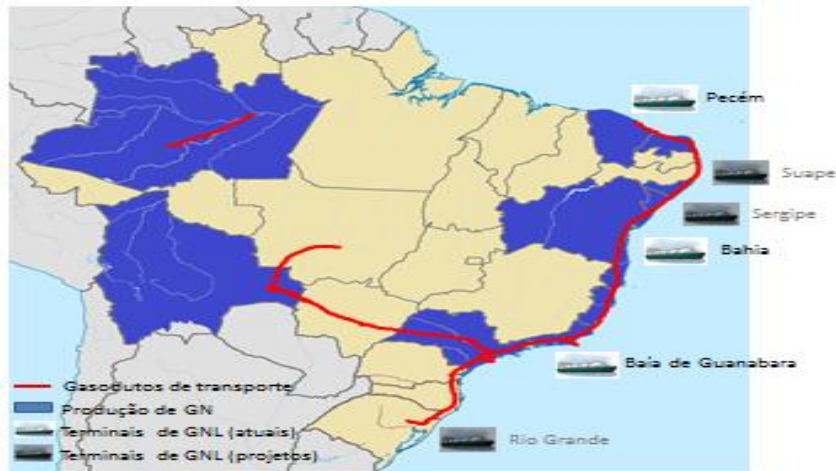 Pecém
Suape
Sergipe
Bahia
Baía de Guanabara
Rio Grande
Gasodutos de transporte
Produção de GN
Terminais de GNL (atuais)
Terminais de GNL (projetos)